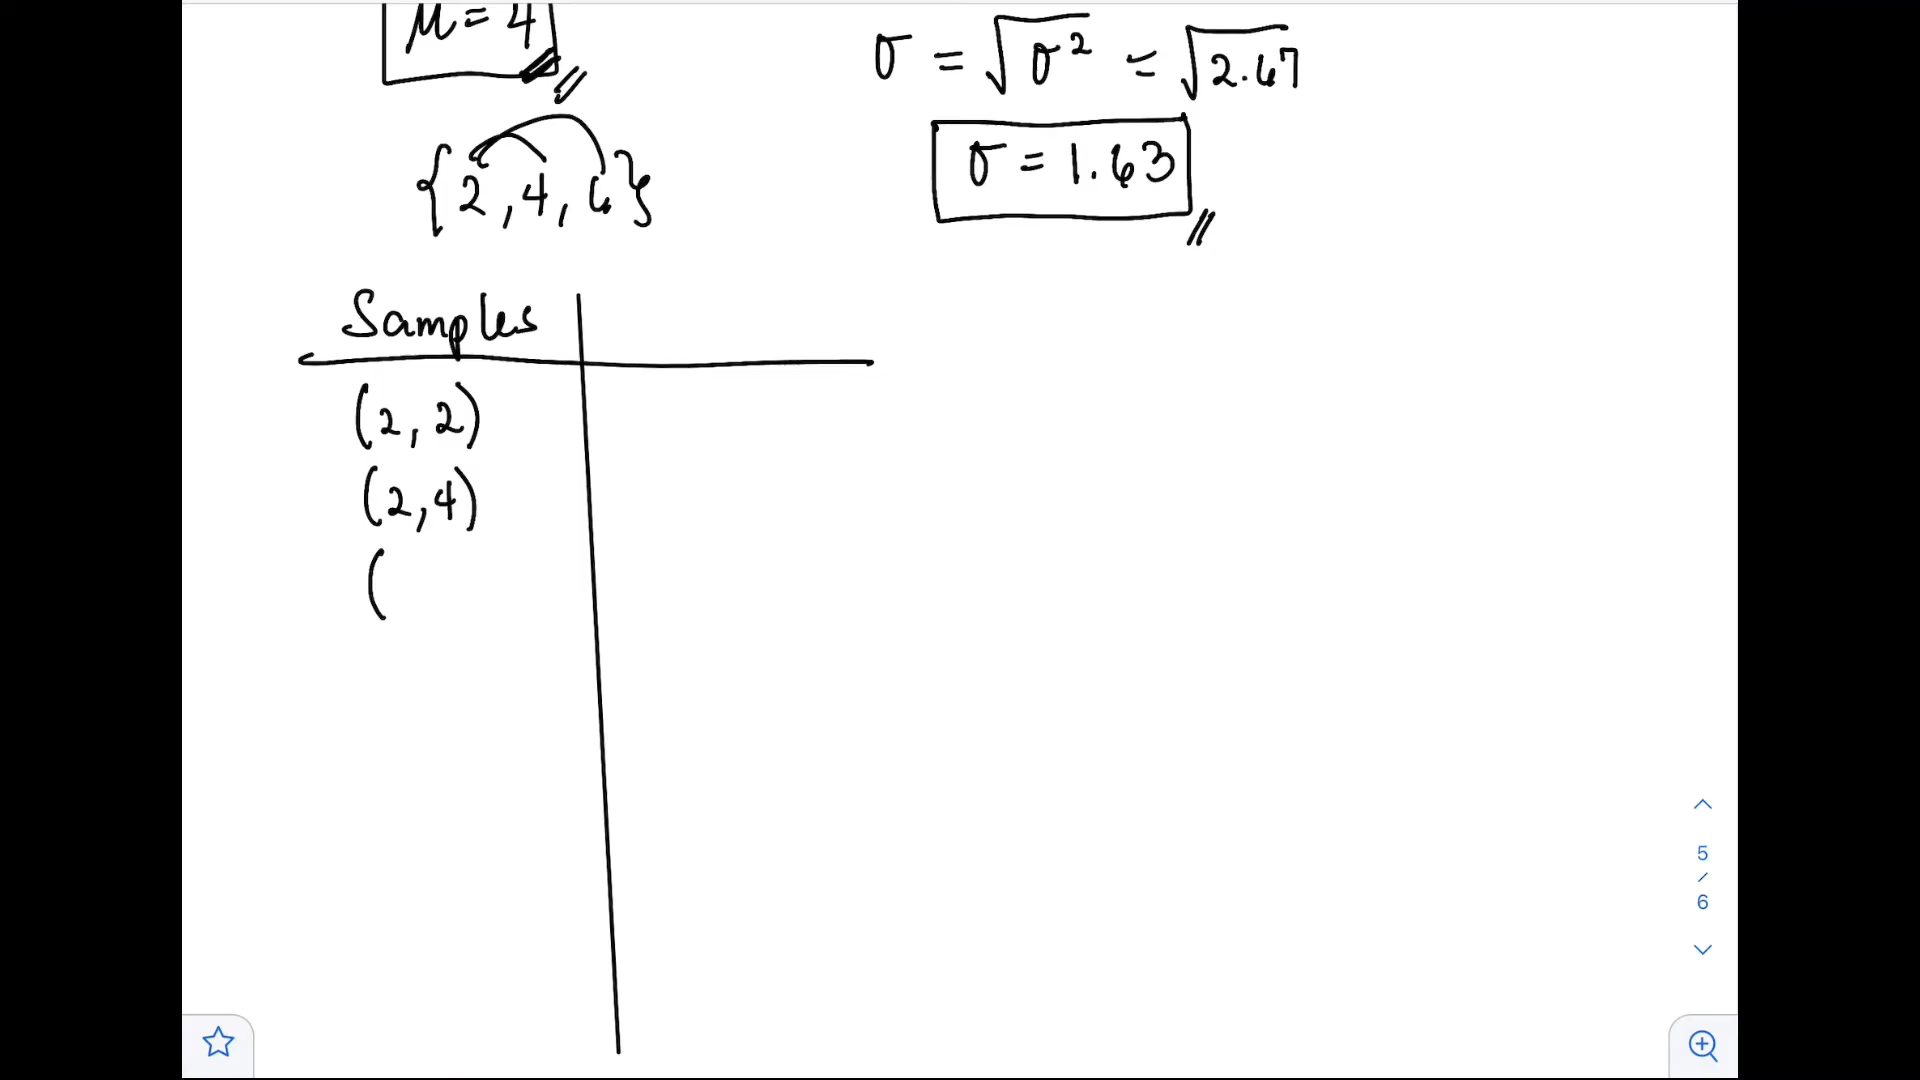 μ = 4
σ = √σ² = √2.67
{2, 4, 6}
σ = 1.63
Samples
(2, 2)
(2, 4)
(
5
/
6